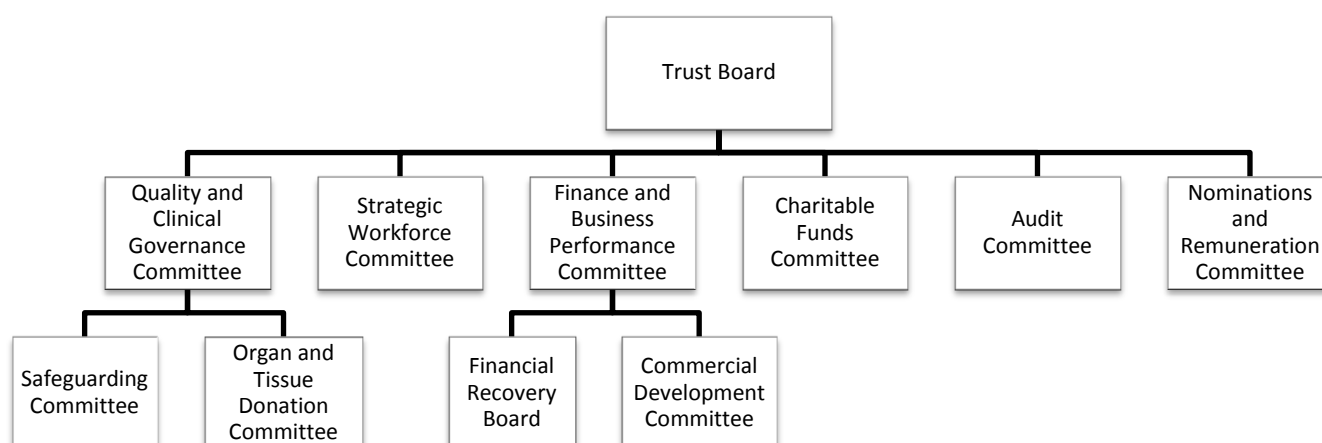 Trust Board
Quality and
Clinical
Governance
Committee
Strategic
Workforce
Committee
Finance and
Business
Performance
Committee
Charitable
Funds
Committee
Audit
Committee
Nominations
and
Remuneration
Committee
Safeguarding
Committee
Organ and
Tissue
Donation
Committee
Financial
Recovery
Board
Commercial
Development
Committee